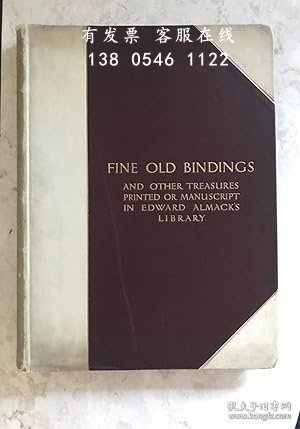 有发票 客服在线
138 0546 1122
FINE OLD BINDINGS
AND OTHER TREASURES
PRINTED OR MANUSCRIPT
IN EDWARD ALMACK'S
LIBRARY
孔夫子旧书网